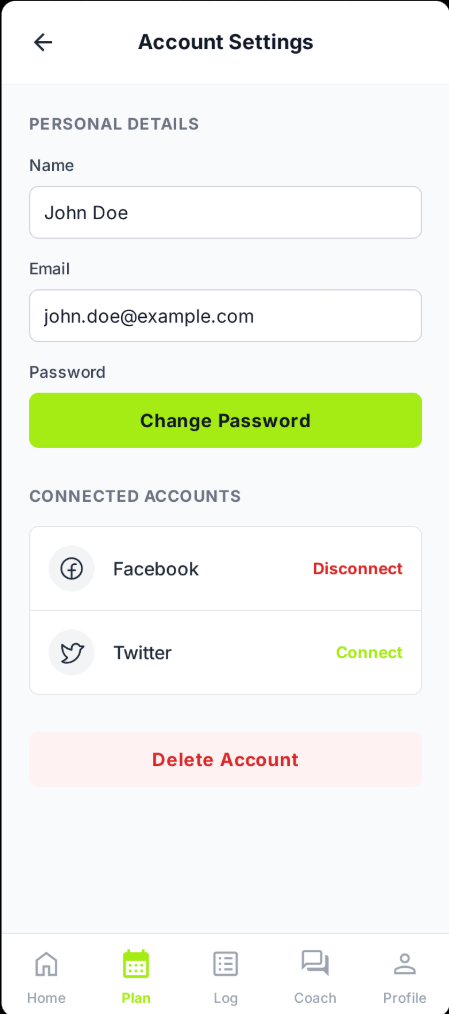 Account Settings
PERSONAL DETAILS
Name
John Doe
Email
john.doe@example.com
Password
Change Password
CONNECTED ACCOUNTS
Facebook Disconnect
Twitter Connect
Delete Account
Home Plan Log Coach Profile